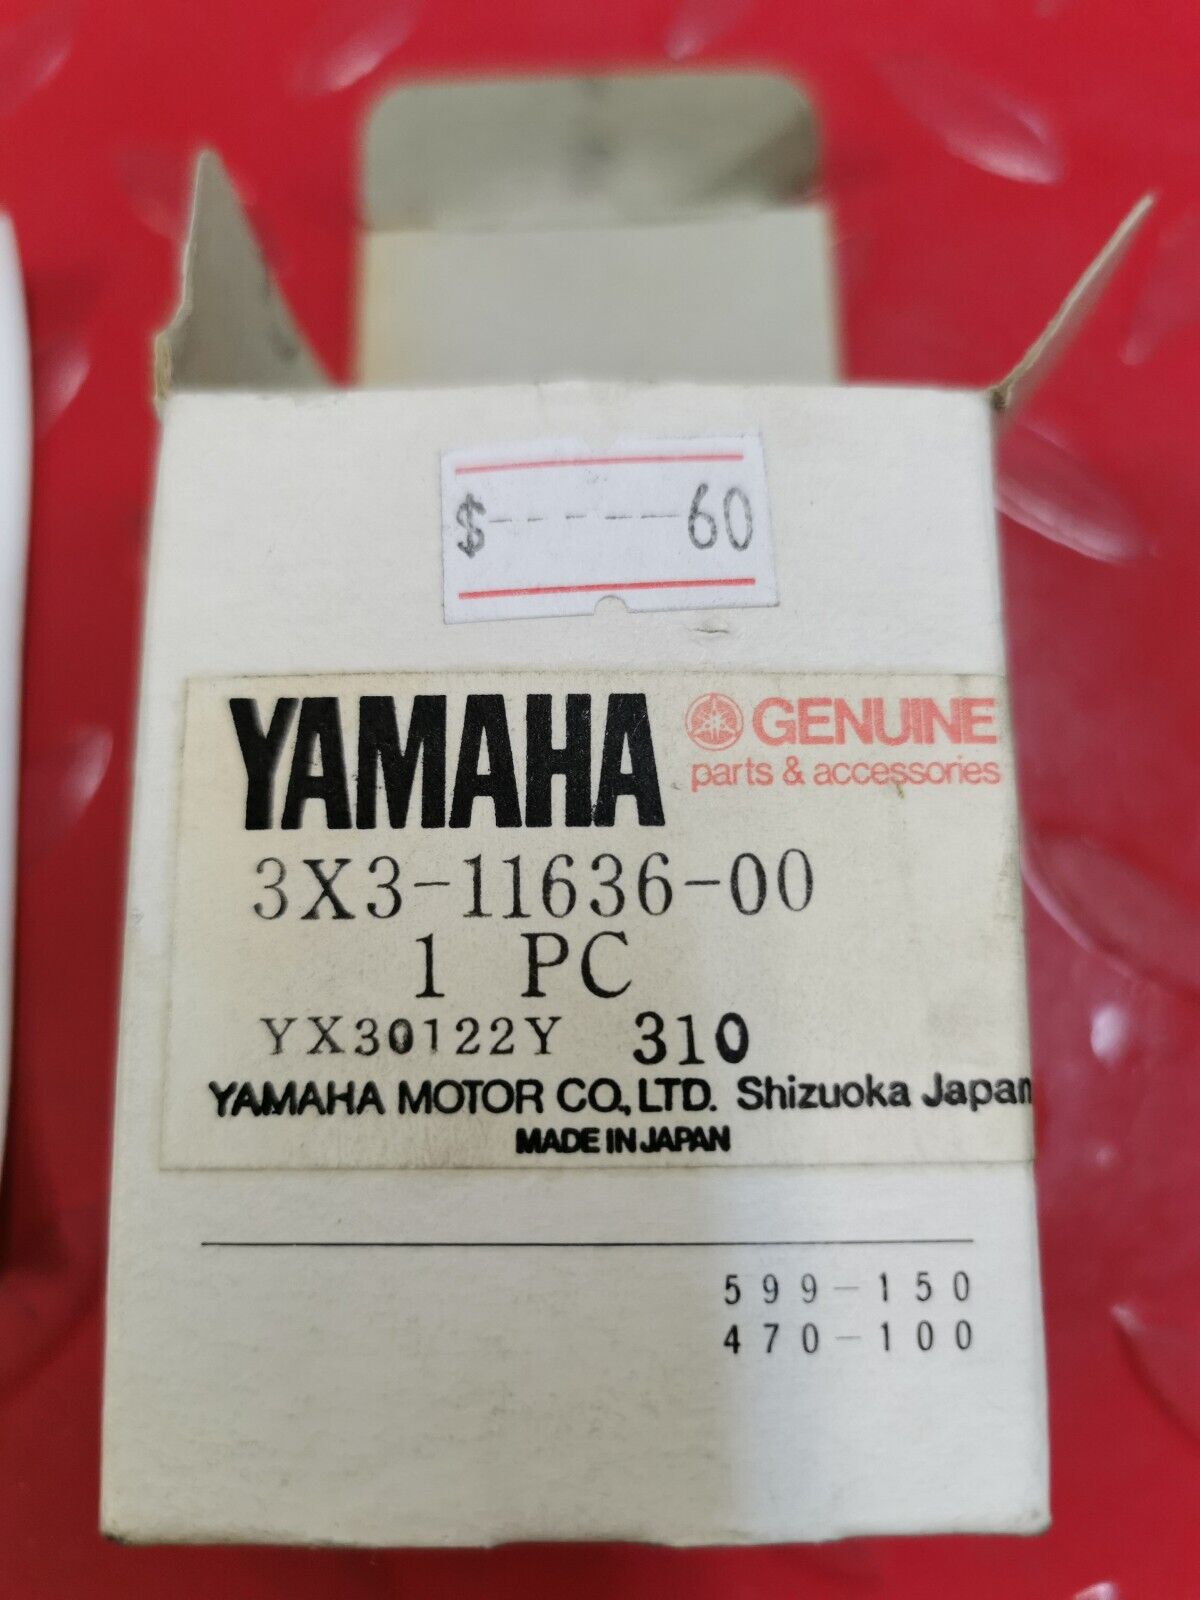 $------60
YAMAHA
GENUINE
parts & accessories
3X3-11636-00
1 PC
YX30122Y 310
YAMAHA MOTOR CO., LTD. Shizuoka Japan
MADE IN JAPAN
599-150
470-100